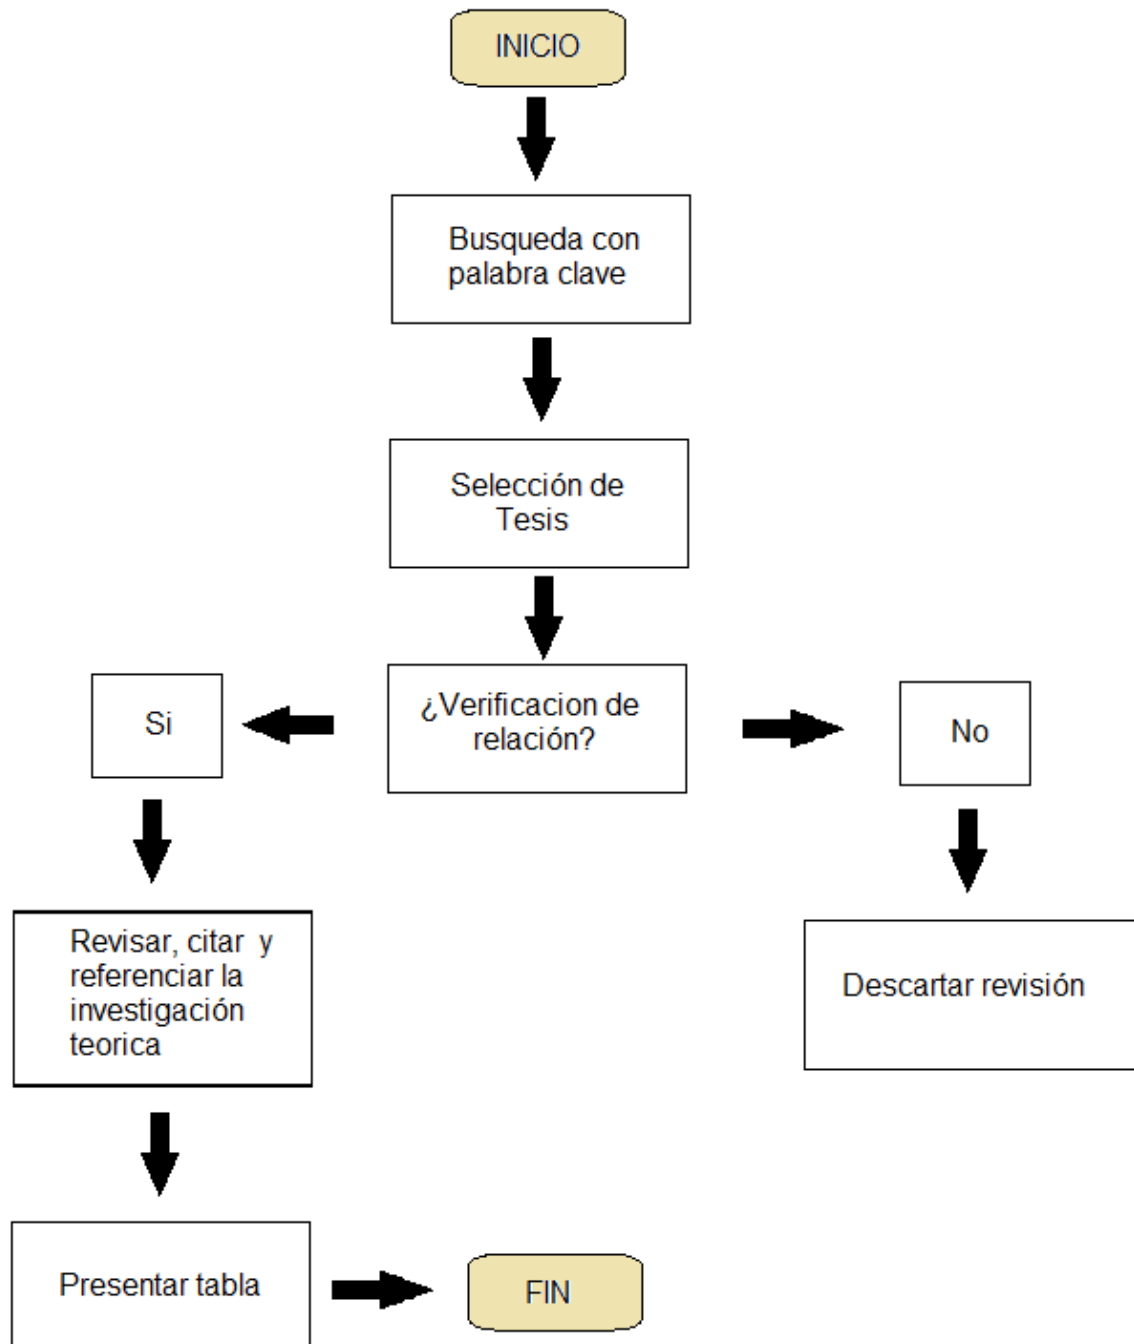 INICIO
Busqueda con
palabra clave
Selección de
Tesis
¿Verificacion de
relación?
Si
No
Revisar, citar y
referenciar la
investigación
teorica
Descartar revisión
Presentar tabla
FIN